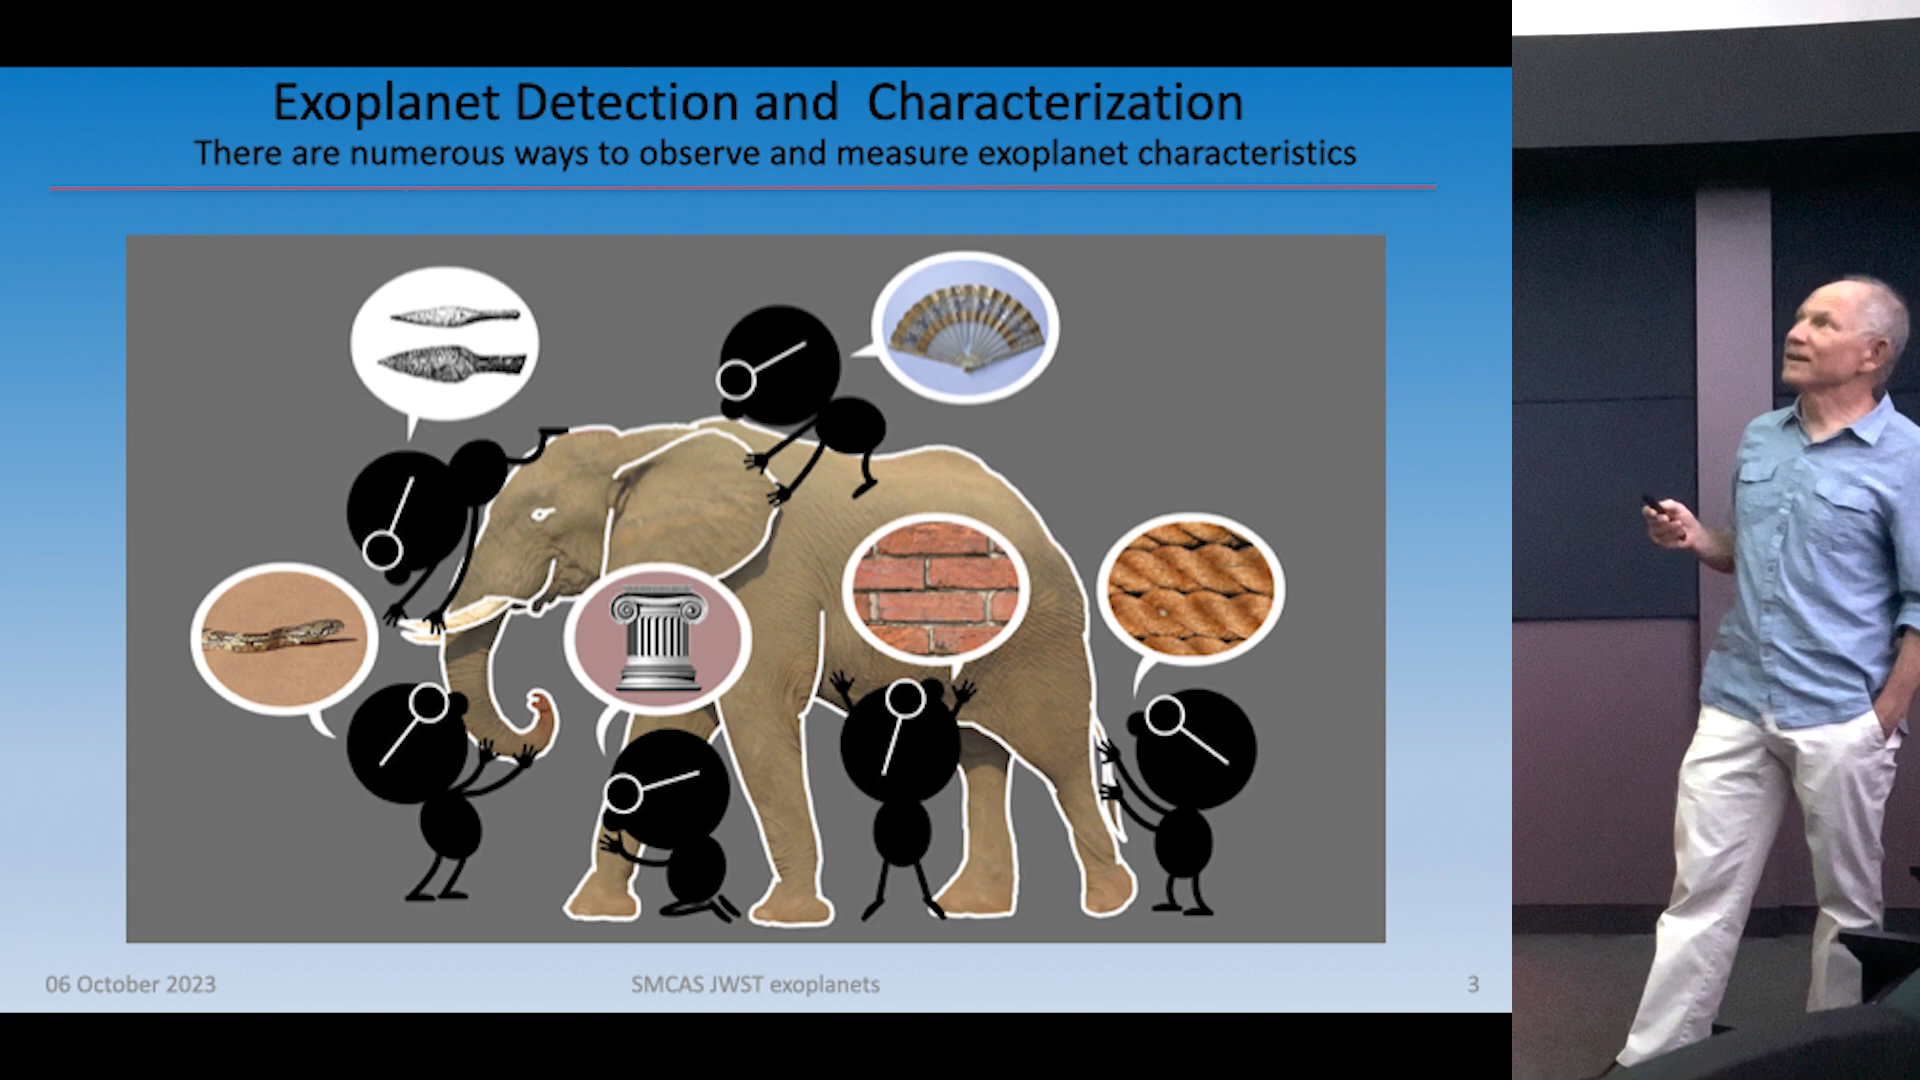 Exoplanet Detection and  Characterization
There are numerous ways to observe and measure exoplanet characteristics
06 October 2023
SMCAS JWST exoplanets
3